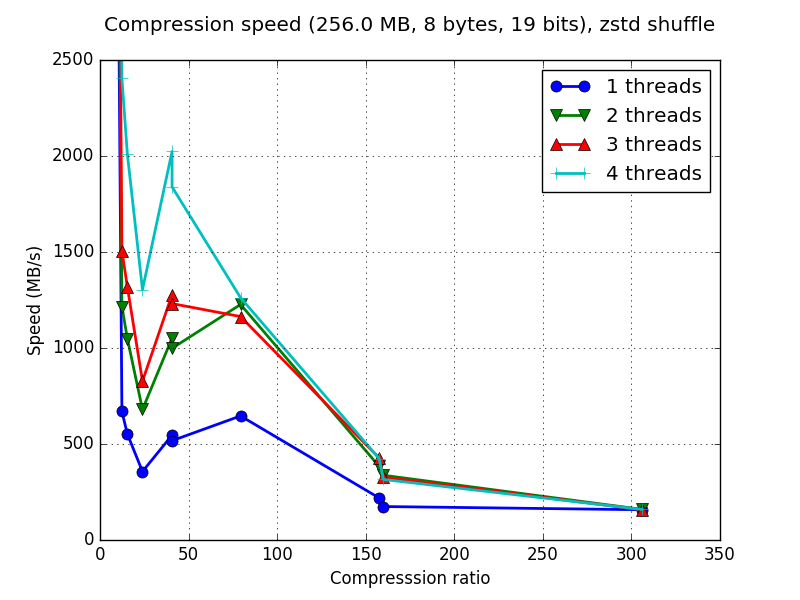 Compression speed (256.0 MB, 8 bytes, 19 bits), zstd shuffle
2500
2000
1500
1000
500
0
Speed (MB/s)
1 threads
2 threads
3 threads
4 threads
0 50 100 150 200 250 300 350
Compresssion ratio